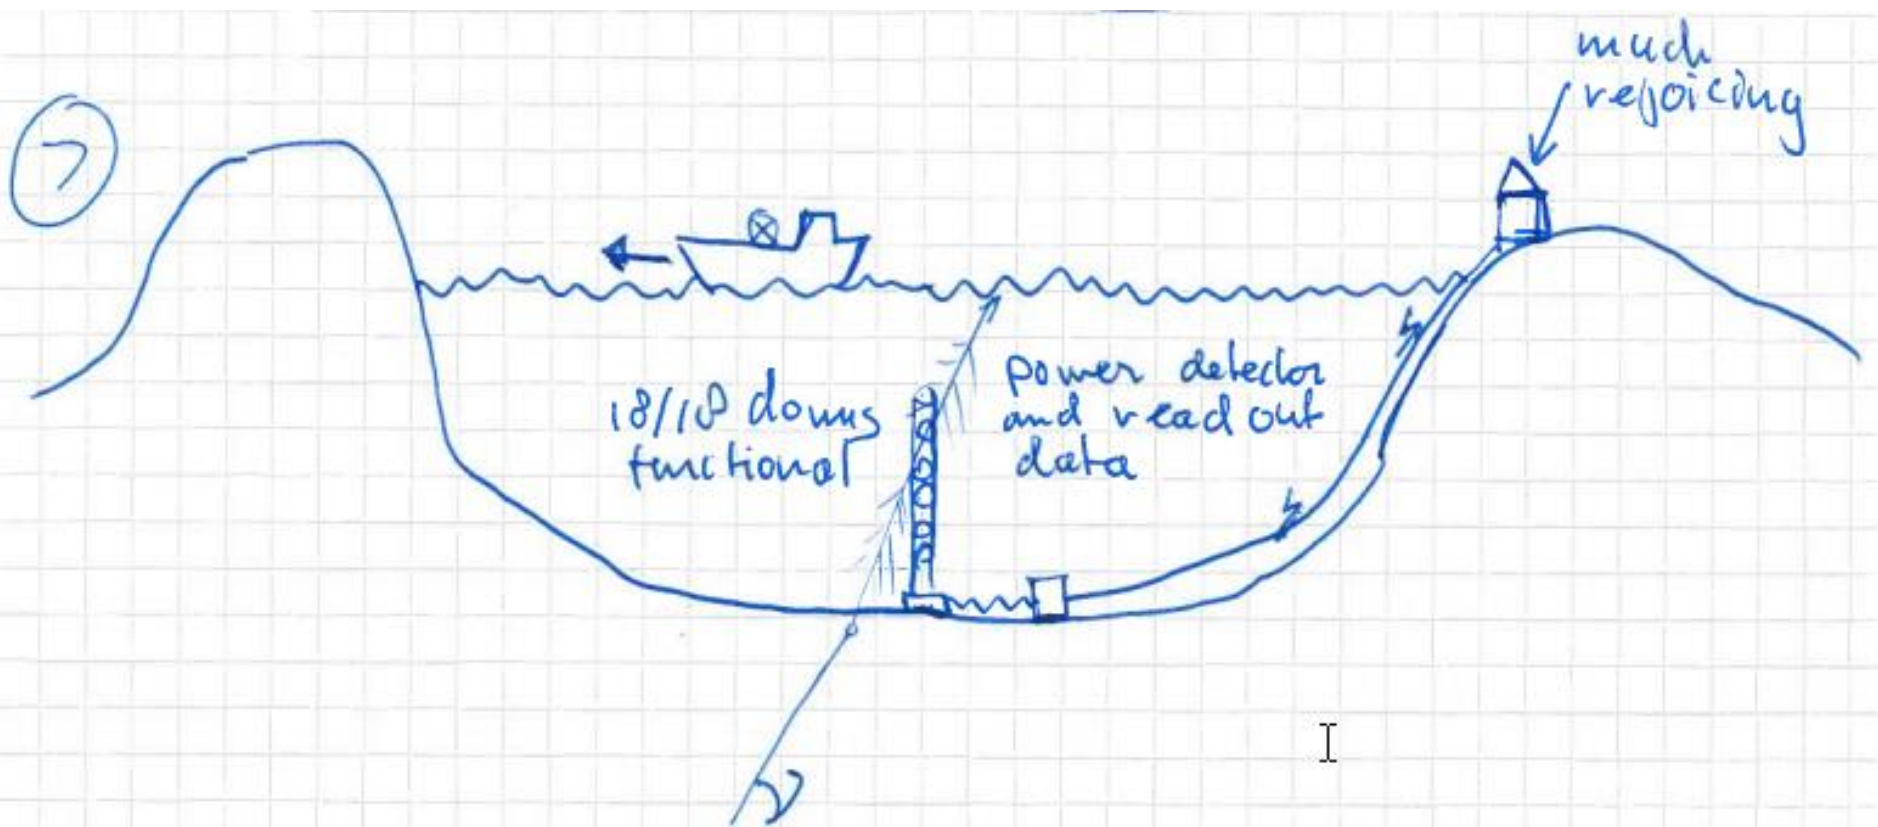 7
much
rejoicing
18/18 doms
functional
power detector
and read out
data
ν